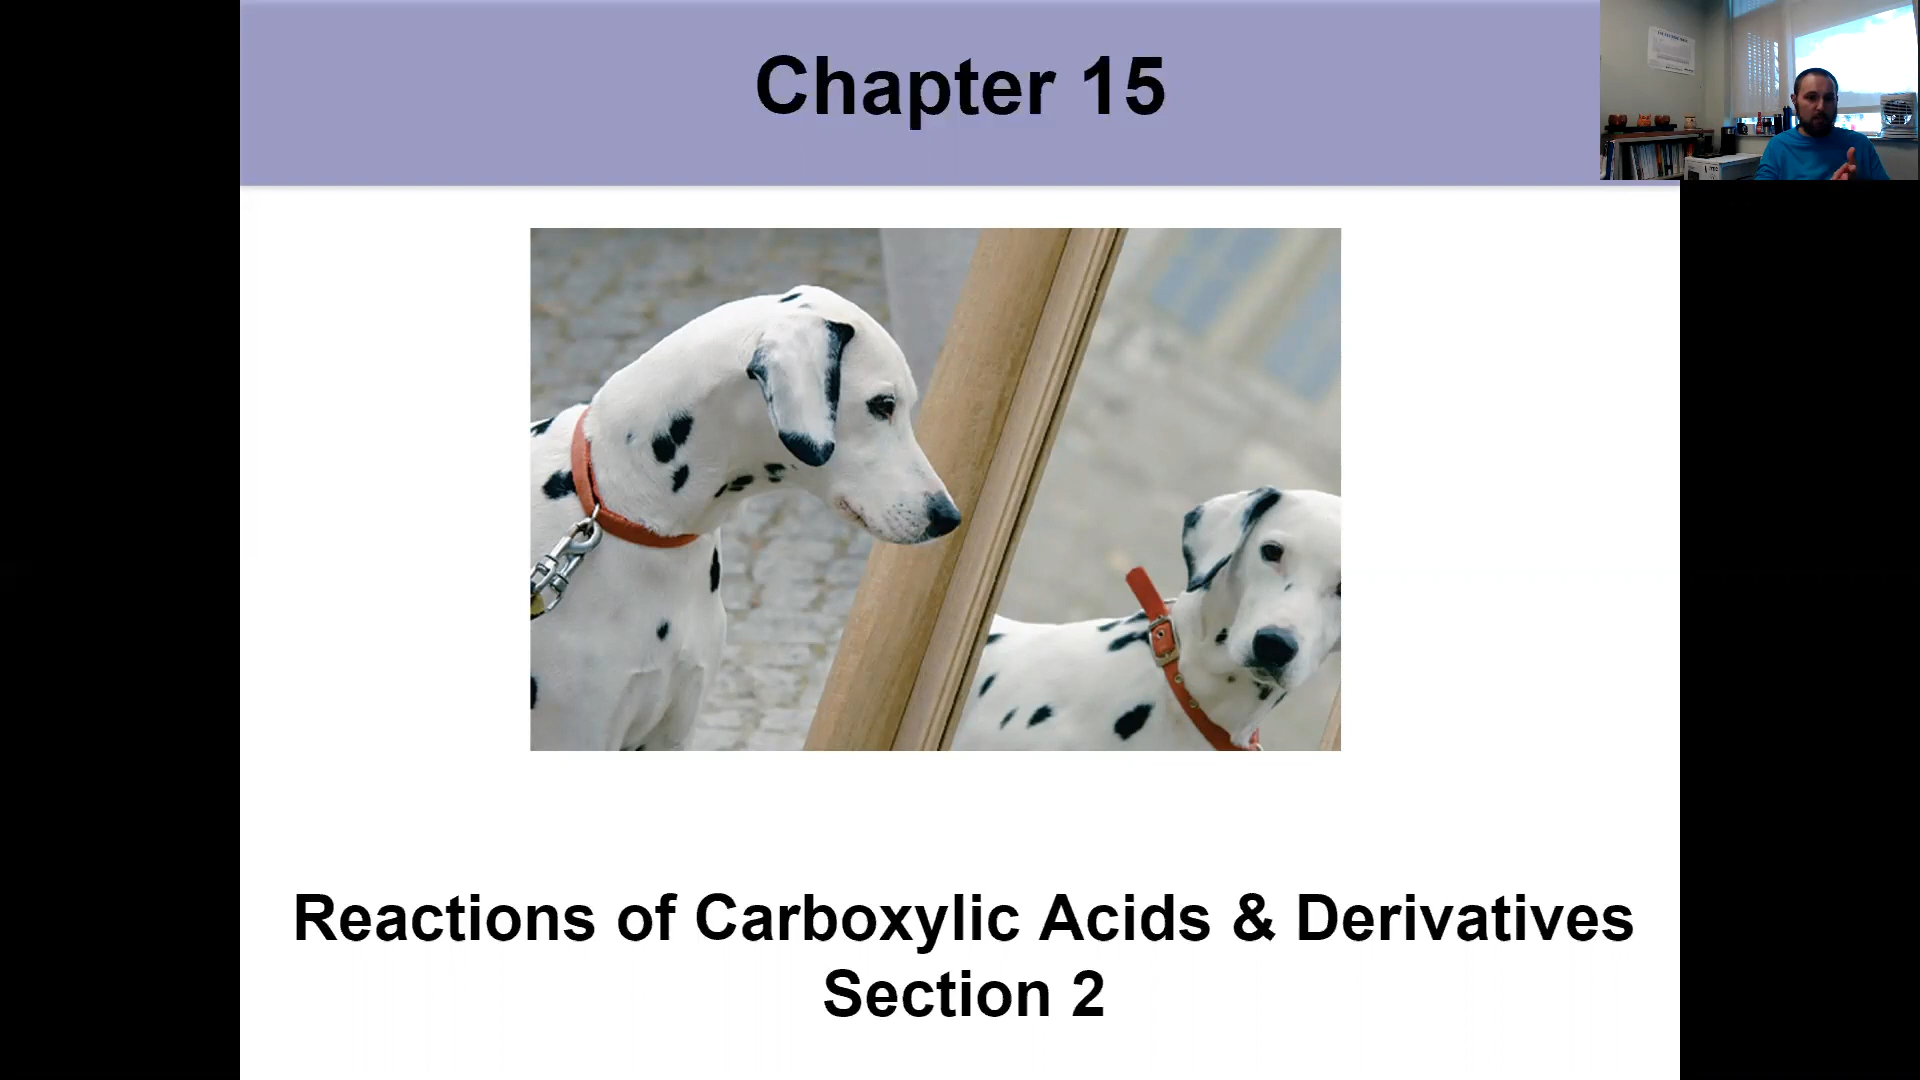 Chapter 15
Reactions of Carboxylic Acids & Derivatives
Section 2